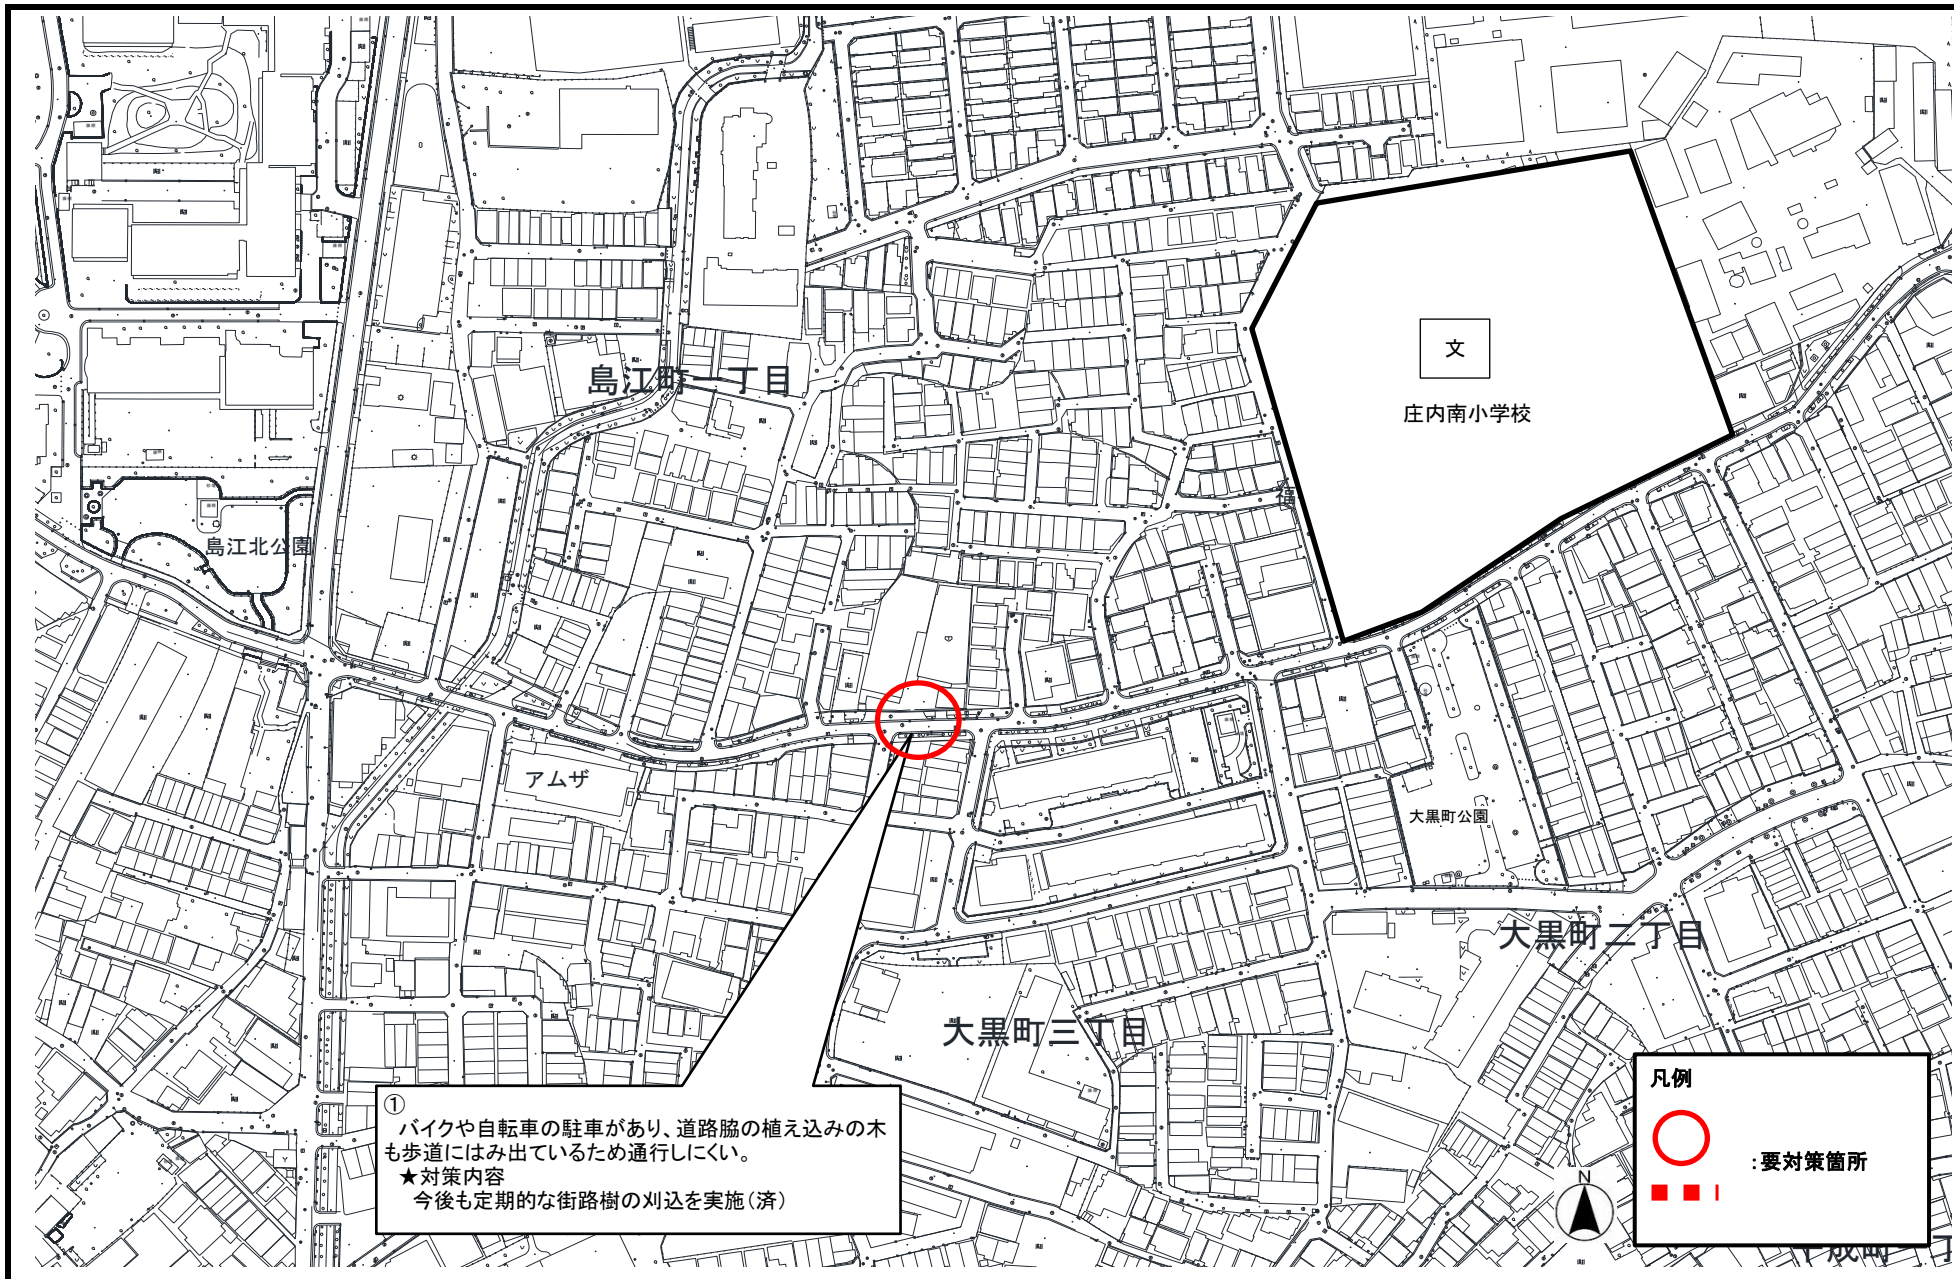 島江町一丁目
文
庄内南小学校
福
島江北公園
アムザ
大黒町公園
大黒町二丁目
大黒町三丁目
①
バイクや自転車の駐車があり、道路脇の植え込みの木
も歩道にはみ出ているため通行しにくい。
★対策内容
今後も定期的な街路樹の刈込を実施(済)
凡例
:要対策箇所
N